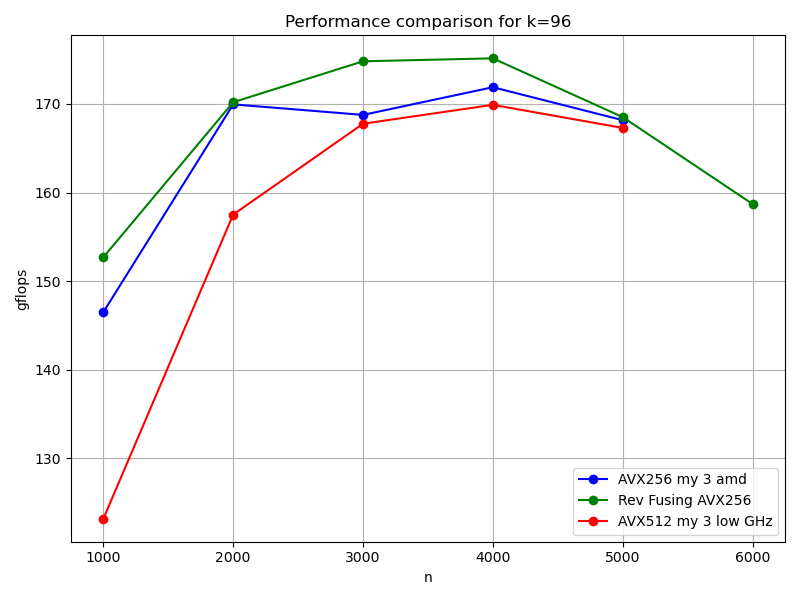 Performance comparison for k=96
gflops
170
160
150
140
130
1000 2000 3000 4000 5000 6000
n
AVX256 my 3 amd
Rev Fusing AVX256
AVX512 my 3 low GHz